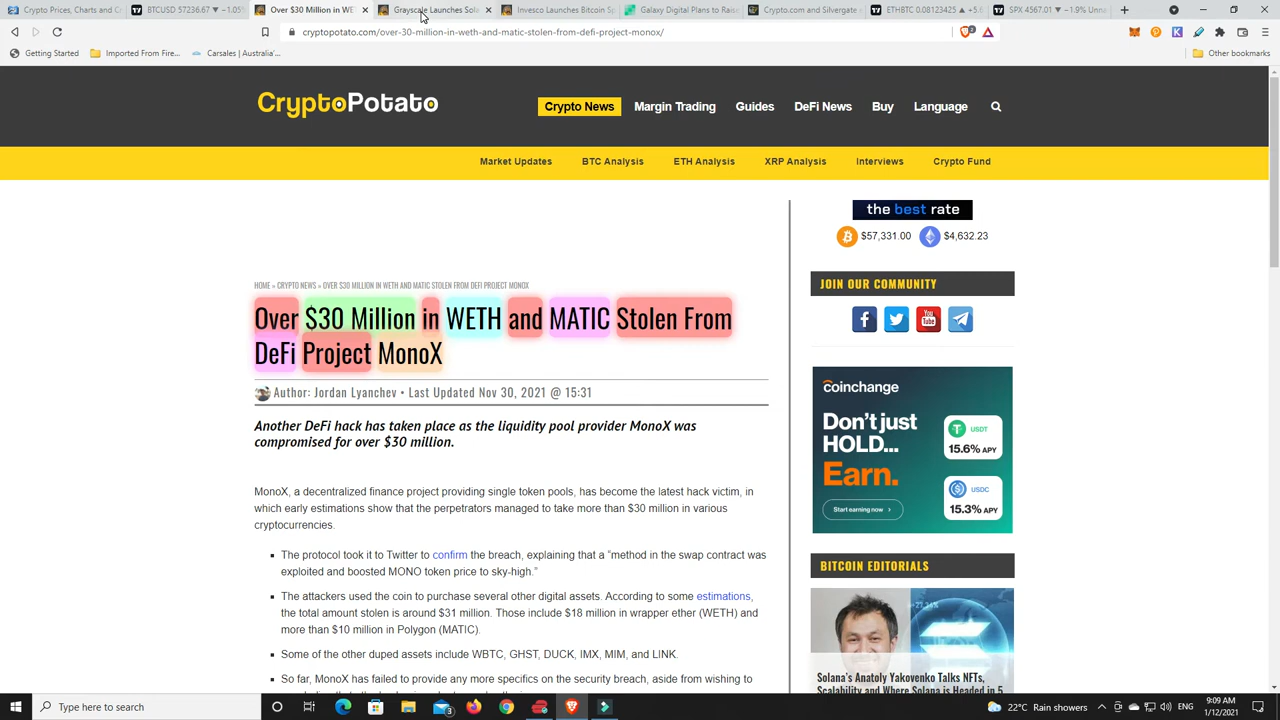 Crypto Prices, Charts and C
BTCUSD 57236.67 −1.05%
Over $30 Million in WE
Grayscale Launches Sola
Invesco Launches Bitcoin Sp
Galaxy Digital Plans to Raise
Crypto.com and Silvergate
ETHBTC 0.08123425 ▲ +5.
SPX 4567.01 ▼ −1.9% Unna
cryptopotato.com/over-30-million-in-weth-and-matic-stolen-from-defi-project-monox/
Getting Started
Imported From Fire...
Carsales | Australia'...
Other bookmarks
CryptoPotato
Crypto News
Margin Trading
Guides
DeFi News
Buy
Language
Market Updates
BTC Analysis
ETH Analysis
XRP Analysis
Interviews
Crypto Fund
the best rate
$57,331.00
$4,632.23
HOME » CRYPTO NEWS » OVER $30 MILLION IN WETH AND MATIC STOLEN FROM DEFI PROJECT MONOX
Over $30 Million in WETH and MATIC Stolen From
DeFi Project MonoX
Author: Jordan Lyanchev • Last Updated Nov 30, 2021 @ 15:31
Another DeFi hack has taken place as the liquidity pool provider MonoX was
compromised for over $30 million.
MonoX, a decentralized finance project providing single token pools, has become the latest hack victim, in
which early estimations show that the perpetrators managed to take more than $30 million in various
cryptocurrencies.
The protocol took it to Twitter to confirm the breach, explaining that a “method in the swap contract was
exploited and boosted MONO token price to sky-high.”
The attackers used the coin to purchase several other digital assets. According to some estimations,
the total amount stolen is around $31 million. Those include $18 million in wrapper ether (WETH) and
more than $10 million in Polygon (MATIC).
Some of the other duped assets include WBTC, GHST, DUCK, IMX, MIM, and LINK.
So far, MonoX has failed to provide any more specifics on the security breach, aside from wishing to
JOIN OUR COMMUNITY
coinchange
Don’t just
HOLD...
Earn.
Start earning now ›
USDT
15.6% APY
USDC
15.3% APY
BITCOIN EDITORIALS
Solana’s Anatoly Yakovenko Talks NFTs,
Scalability and Where Solana is Headed in 5
Type here to search
22°C Rain showers
ENG
9:09 AM
1/12/2021